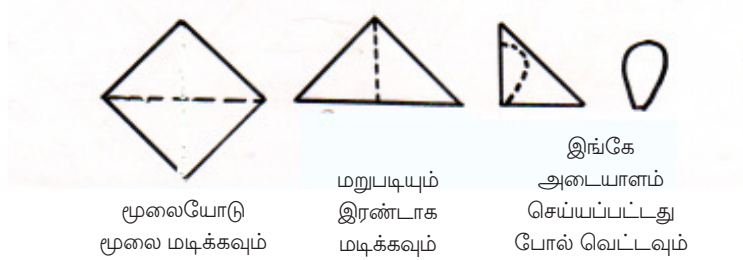 மூலையோடு
மூலை மடிக்கவும்
மறுபடியும்
இரண்டாக
மடிக்கவும்
இங்கே
அடையாளம்
செய்யப்பட்டது
போல் வெட்டவும்